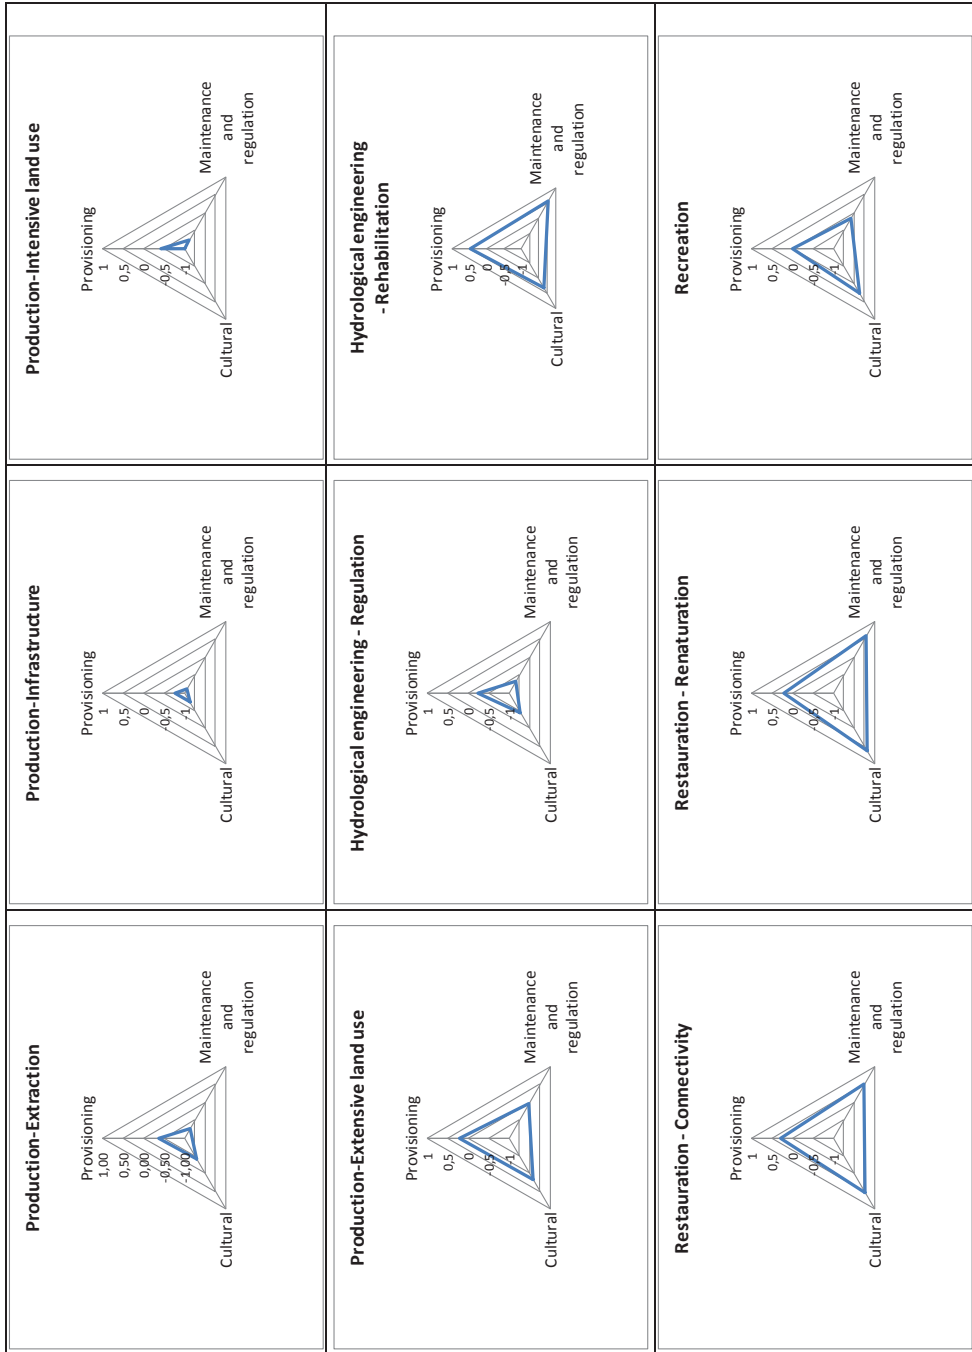 Production-Extraction
Provisioning
1,00
0,50
0,00
-0,50
-1,00
Maintenance
and
regulation
Cultural
Production-Infrastructure
Provisioning
1
0,5
0
-0,5
-1
Maintenance
and
regulation
Cultural
Production-Intensive land use
Provisioning
1
0,5
0
-0,5
-1
Maintenance
and
regulation
Cultural
Production-Extensive land use
Provisioning
1
0,5
0
-0,5
-1
Maintenance
and
regulation
Cultural
Hydrological engineering - Regulation
Provisioning
1
0,5
0
-0,5
-1
Maintenance
and
regulation
Cultural
Hydrological engineering
- Rehabilitation
Provisioning
1
0,5
0
-0,5
-1
Maintenance
and
regulation
Cultural
Restauration - Connectivity
Provisioning
1
0,5
0
-0,5
-1
Maintenance
and
regulation
Cultural
Restauration - Renaturation
Provisioning
1
0,5
0
-0,5
-1
Maintenance
and
regulation
Cultural
Recreation
Provisioning
1
0,5
0
-0,5
-1
Maintenance
and
regulation
Cultural